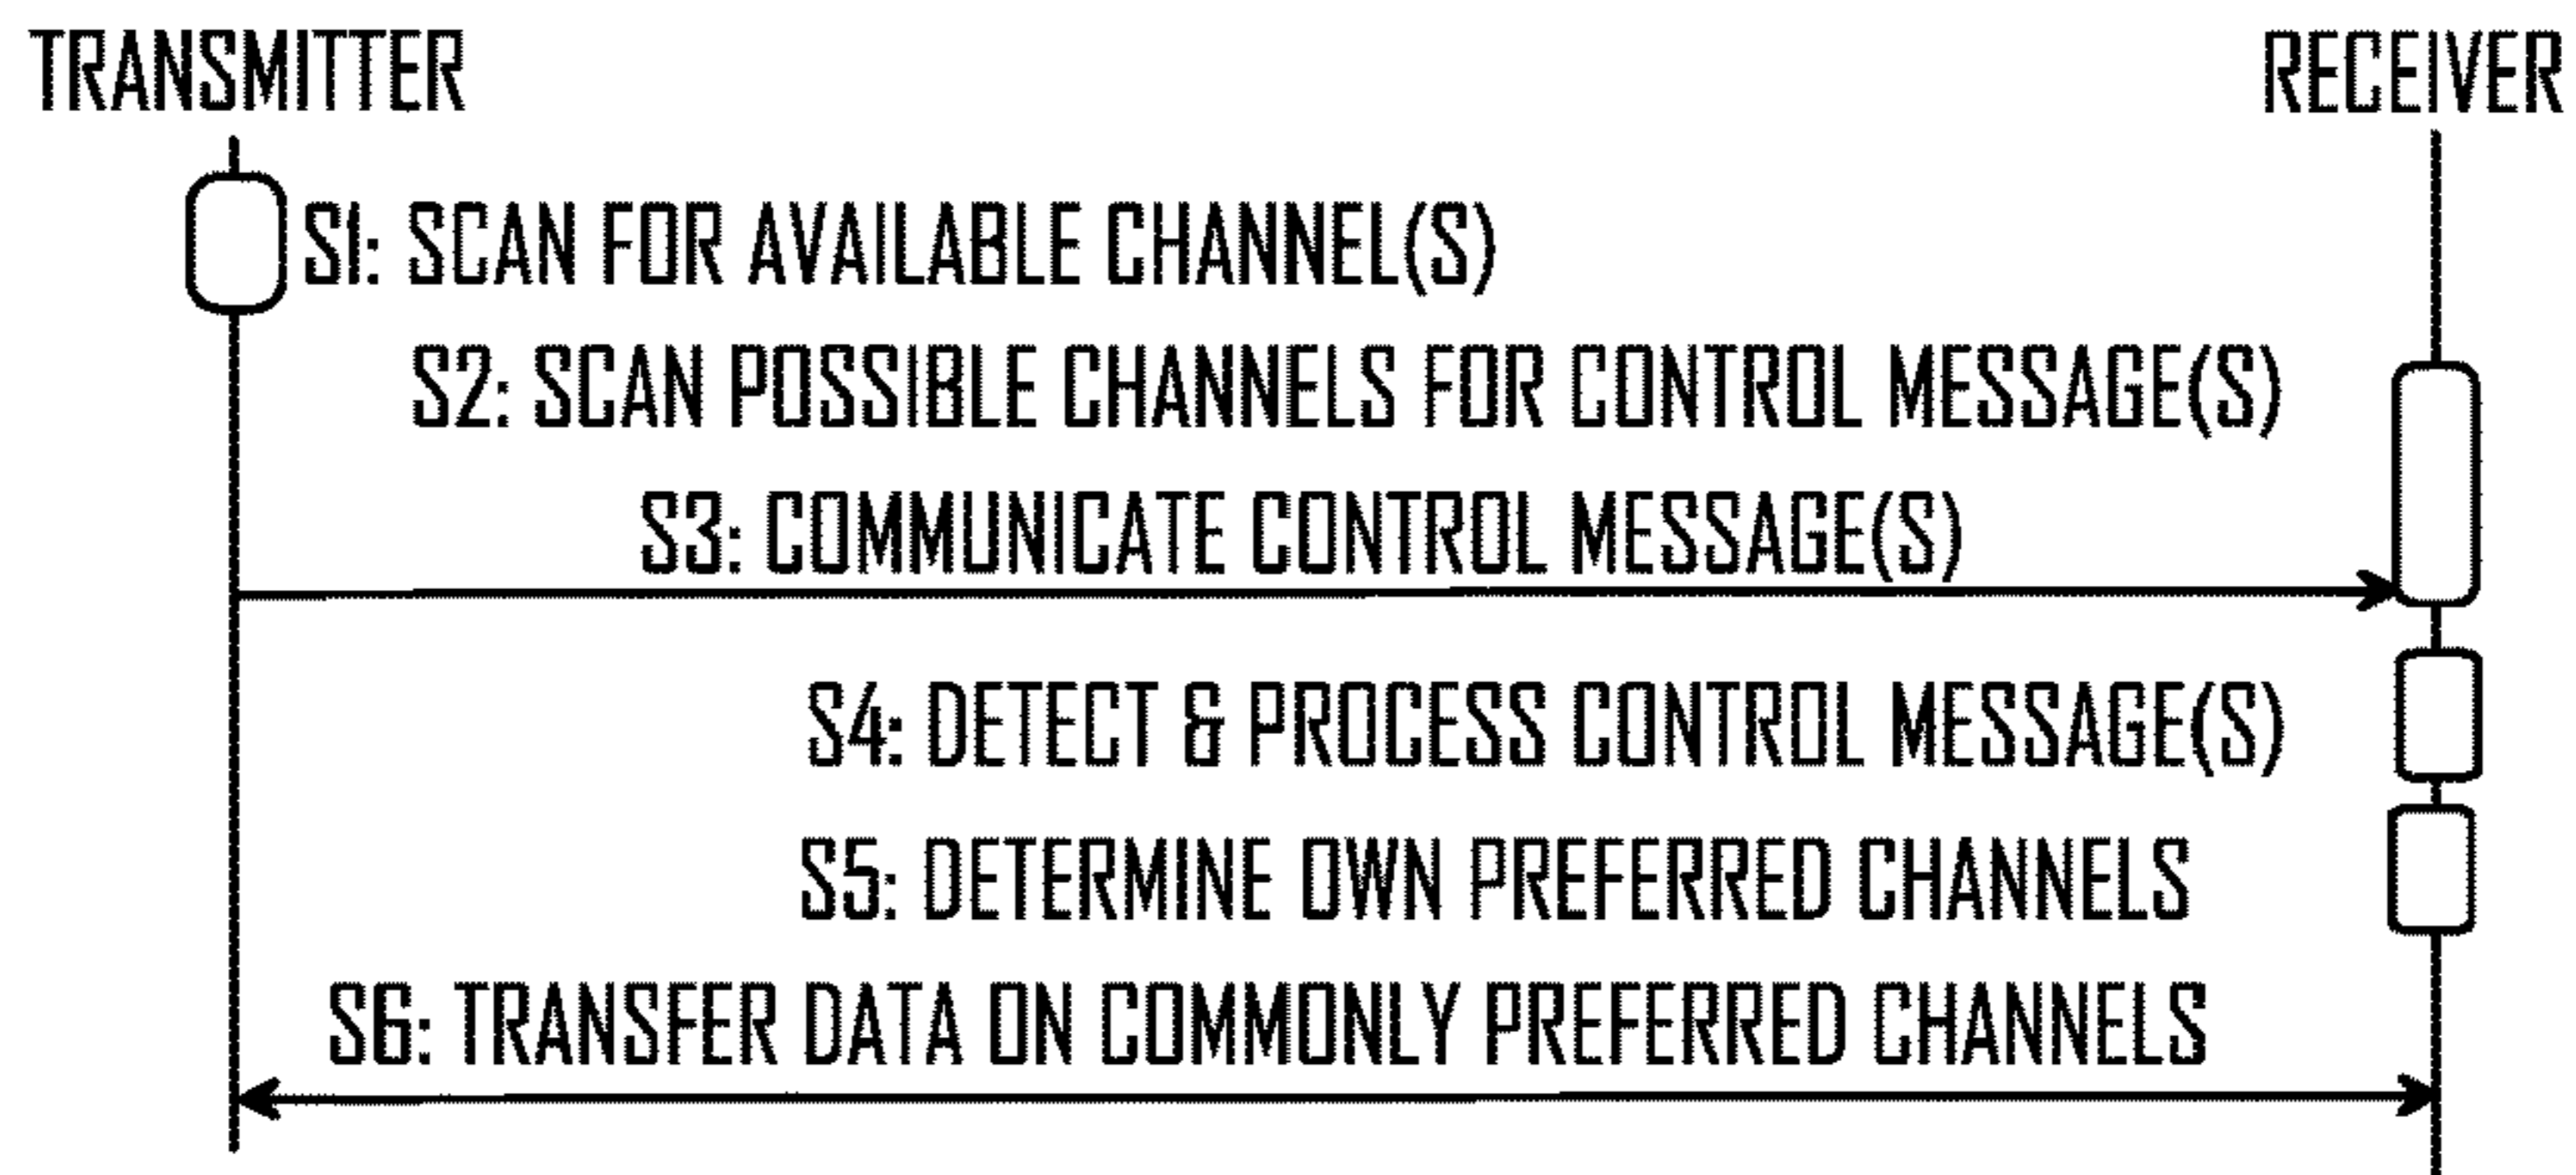 TRANSMITTER RECEIVER
S1: SCAN FOR AVAILABLE CHANNEL(S)
S2: SCAN POSSIBLE CHANNELS FOR CONTROL MESSAGE(S)
S3: COMMUNICATE CONTROL MESSAGE(S)
S4: DETECT & PROCESS CONTROL MESSAGE(S)
S5: DETERMINE OWN PREFERRED CHANNELS
S6: TRANSFER DATA ON COMMONLY PREFERRED CHANNELS